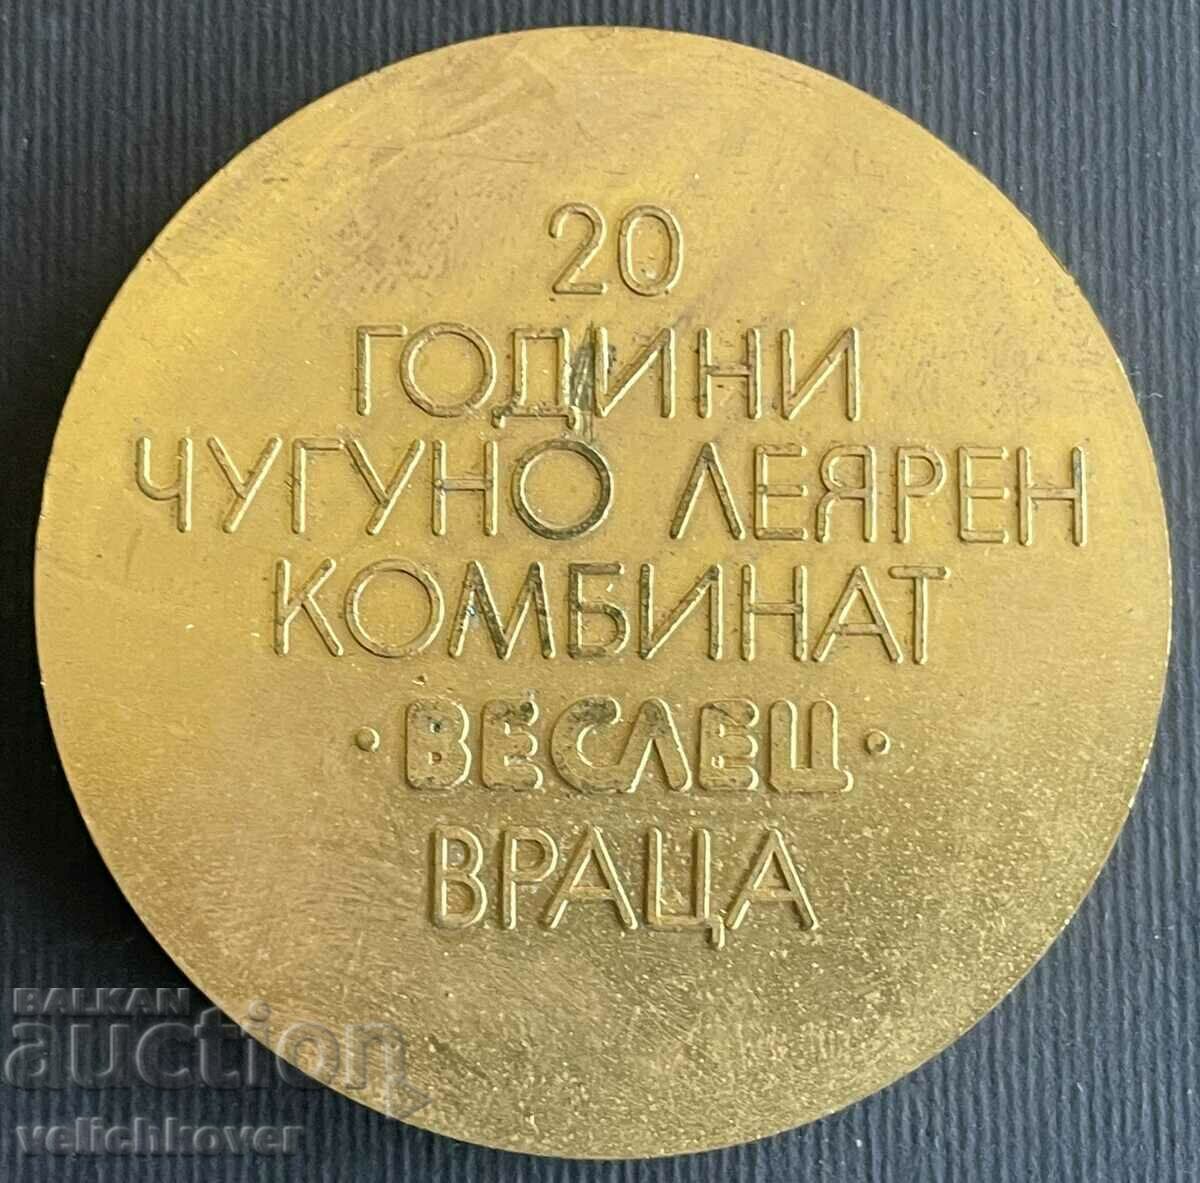 20
ГОДИНИ
ЧУГУНО ЛЕЯРЕН
КОМБИНАТ
·ВЕСЛЕЦ·
ВРАЦА
BALKAN
auction
velichkover